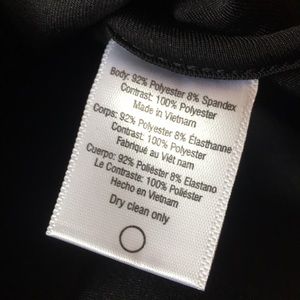 Body: 92% Polyester 8% Spandex
Contrast: 100% Polyester
Made in Vietnam
Corps: 92% Polyester 8% Élasthanne
Contrast: 100% Polyester
Fabriqué au Viêt nam
Cuerpo: 92% Poliéster 8% Elastano
Le Contraste: 100% Poliéster
Hecho en Vietnam
Dry clean only